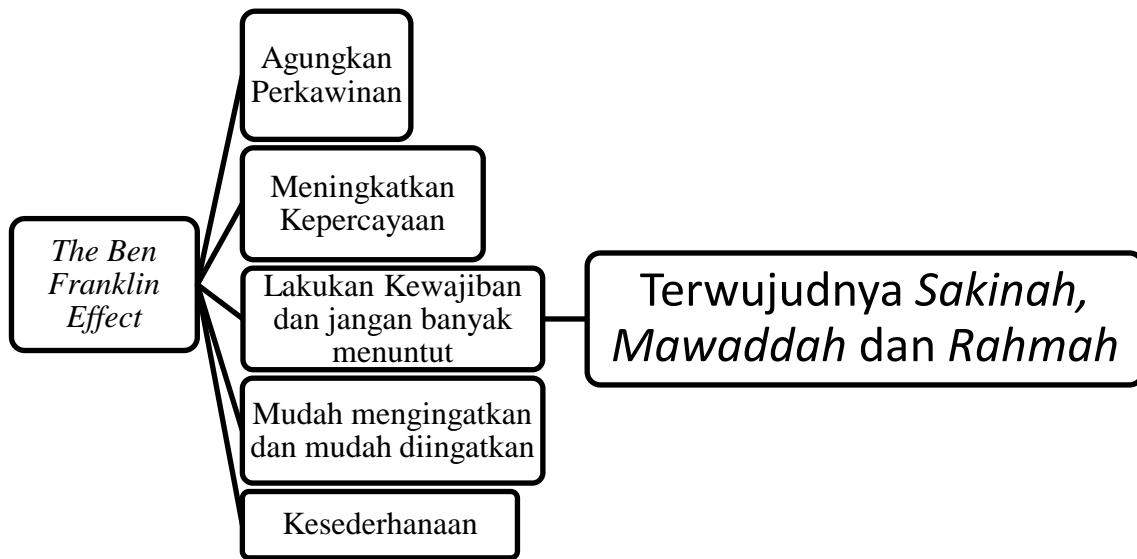 The Ben
Franklin
Effect
Agungkan
Perkawinan
Meningkatkan
Kepercayaan
Lakukan Kewajiban
dan jangan banyak
menuntut
Mudah mengingatkan
dan mudah diingatkan
Kesederhanaan
Terwujudnya Sakinah,
Mawaddah dan Rahmah